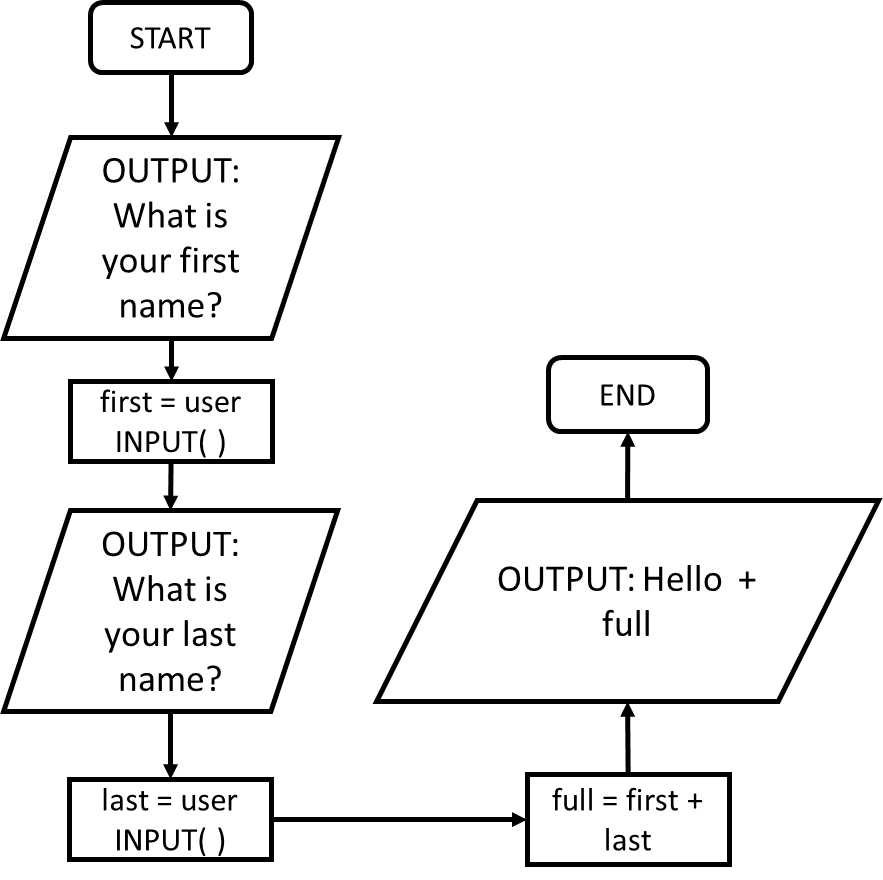 START
OUTPUT:
What is
your first
name?
first = user
INPUT( )
OUTPUT:
What is
your last
name?
last = user
INPUT( )
full = first +
last
OUTPUT: Hello +
full
END